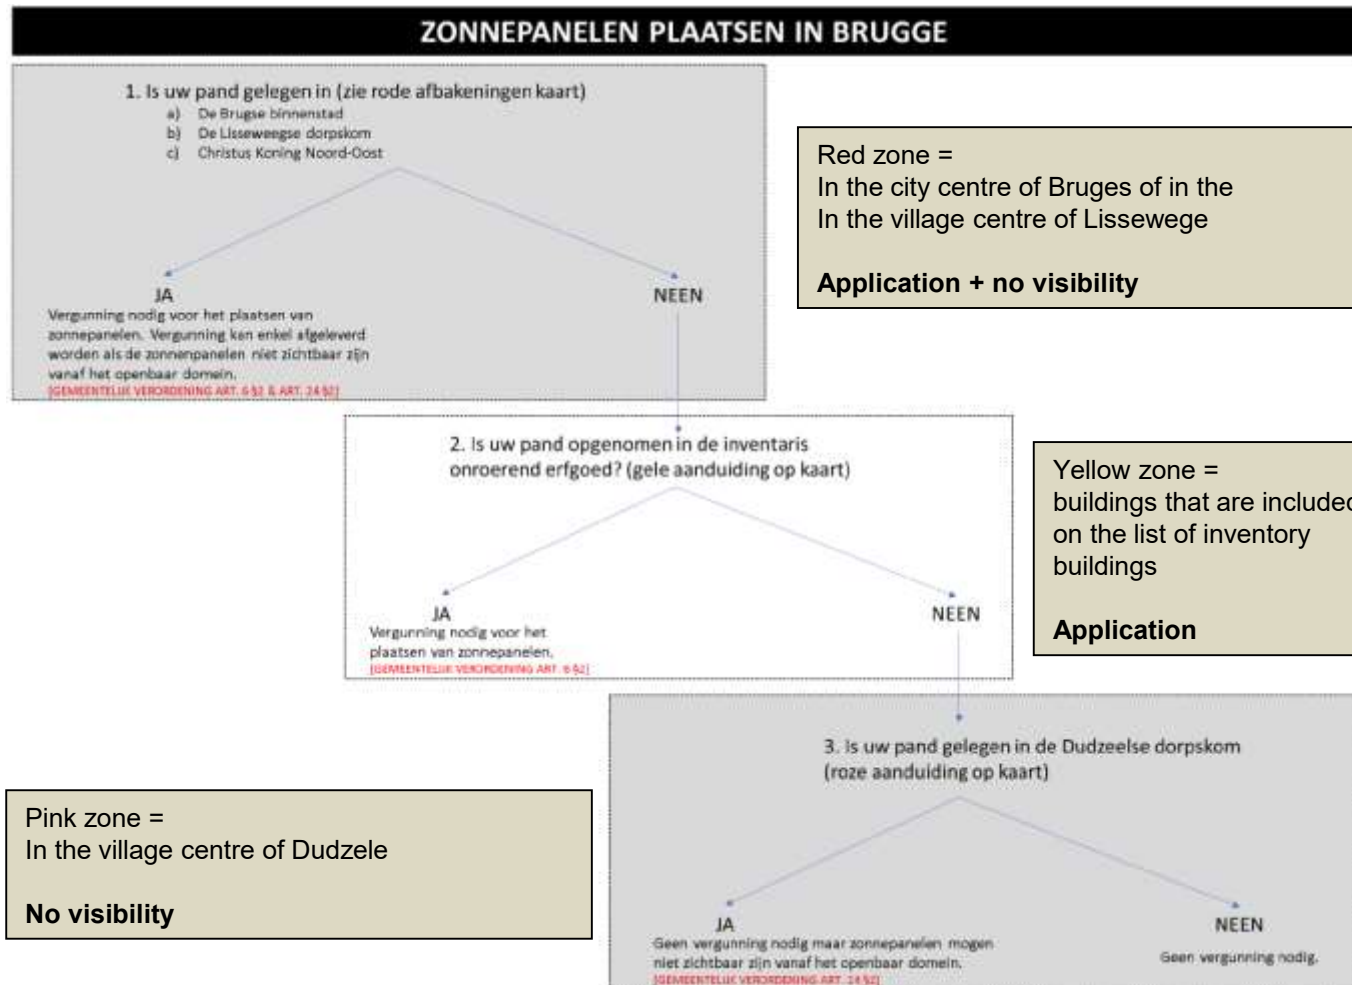 ZONNEPANELEN PLAATSEN IN BRUGGE
1. Is uw pand gelegen in (zie rode afbakeningen kaart)
a) De Brugse binnenstad
b) De Lisseweegse dorpskom
c) Christus Koning Noord-Oost
JA
Vergunning nodig voor het plaatsen van
zonnepanelen. Vergunning kan enkel afgeleverd
worden als de zonnenpanelen niet zichtbaar zijn
vanaf het openbaar domein.
[GEMEENTELIJK VERORDENING ART. 6 §2 & ART. 24 §2]
NEEN
Red zone =
In the city centre of Bruges of in the
In the village centre of Lissewege
Application + no visibility
2. Is uw pand opgenomen in de inventaris
onroerend erfgoed? (gele aanduiding op kaart)
JA
Vergunning nodig voor het
plaatsen van zonnepanelen.
[GEMEENTELIJK VERORDENING ART. 6 §2]
NEEN
Yellow zone =
buildings that are included
on the list of inventory
buildings
Application
3. Is uw pand gelegen in de Dudzeelse dorpskom
(roze aanduiding op kaart)
JA
Geen vergunning nodig maar zonnepanelen mogen
niet zichtbaar zijn vanaf het openbaar domein.
[GEMEENTELIJK VERORDENING ART. 24 §2]
NEEN
Geen vergunning nodig.
Pink zone =
In the village centre of Dudzele
No visibility